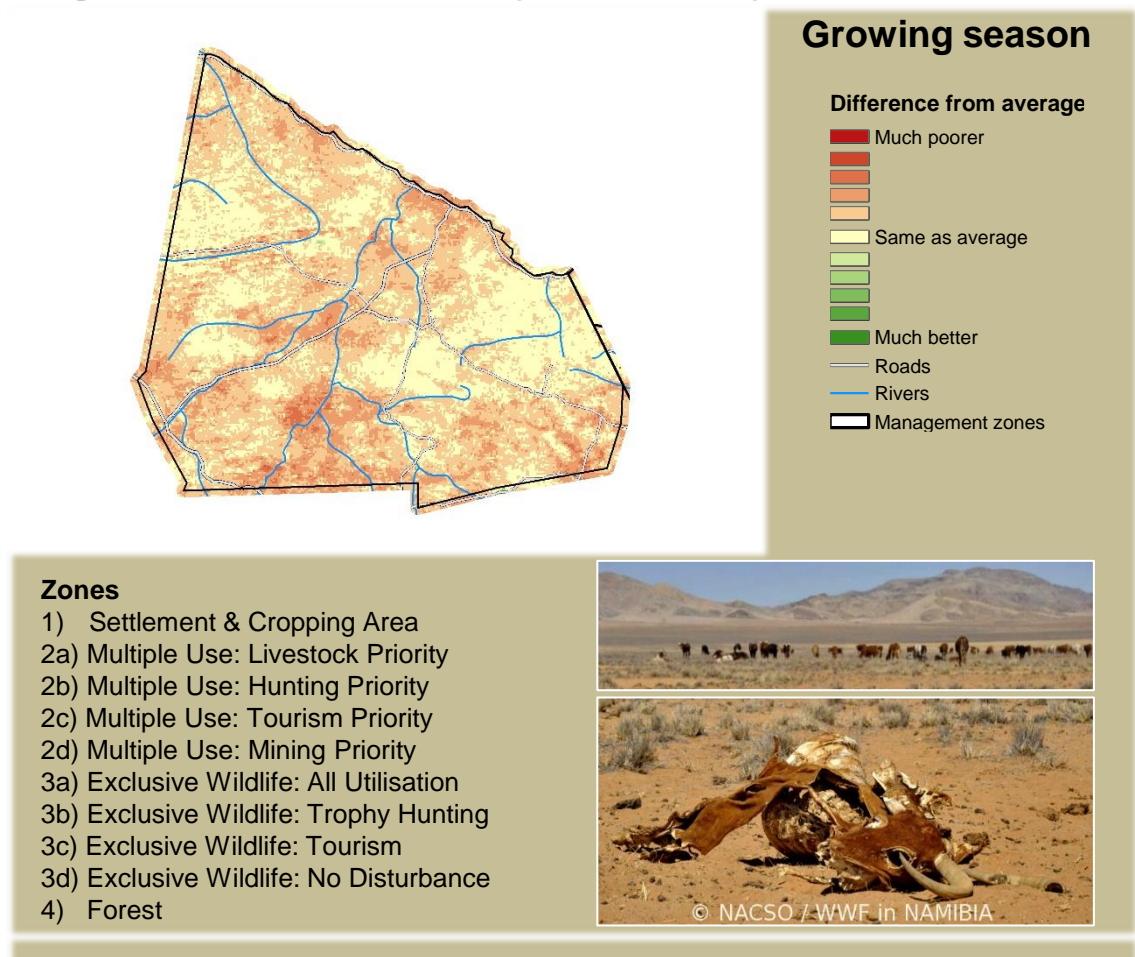 Growing season
Difference from average
Much poorer
Same as average
Much better
Roads
Rivers
Management zones
Zones
1) Settlement & Cropping Area
2a) Multiple Use: Livestock Priority
2b) Multiple Use: Hunting Priority
2c) Multiple Use: Tourism Priority
2d) Multiple Use: Mining Priority
3a) Exclusive Wildlife: All Utilisation
3b) Exclusive Wildlife: Trophy Hunting
3c) Exclusive Wildlife: Tourism
3d) Exclusive Wildlife: No Disturbance
4) Forest
© NACSO / WWF in NAMIBIA